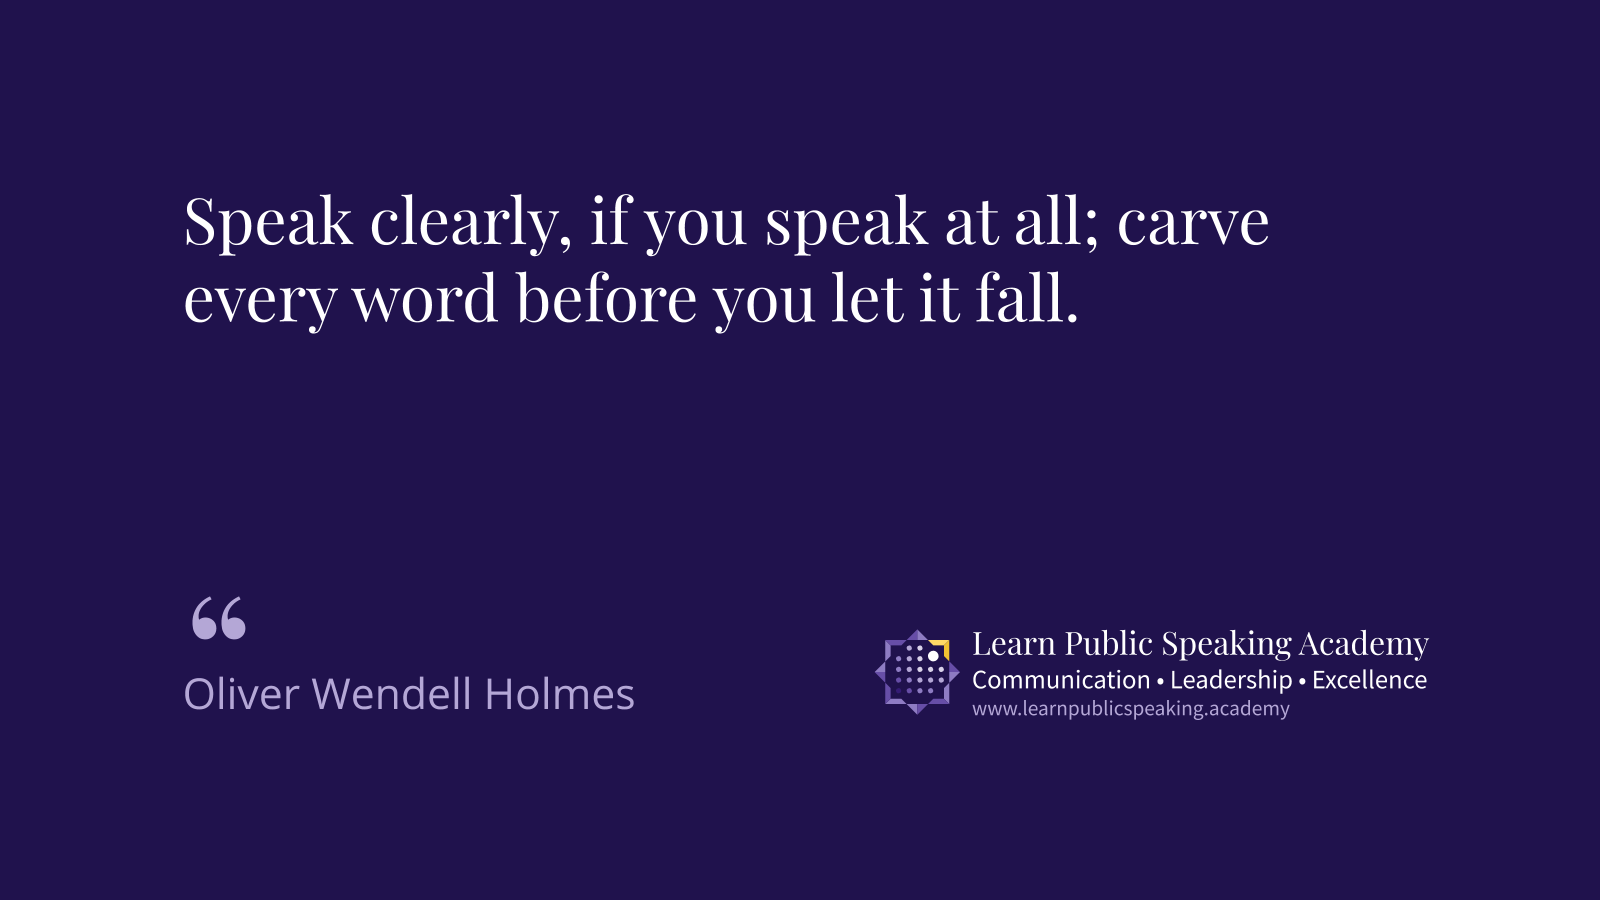 Speak clearly, if you speak at all; carve
every word before you let it fall.
“
Oliver Wendell Holmes
Learn Public Speaking Academy
Communication • Leadership • Excellence
www.learnpublicspeaking.academy